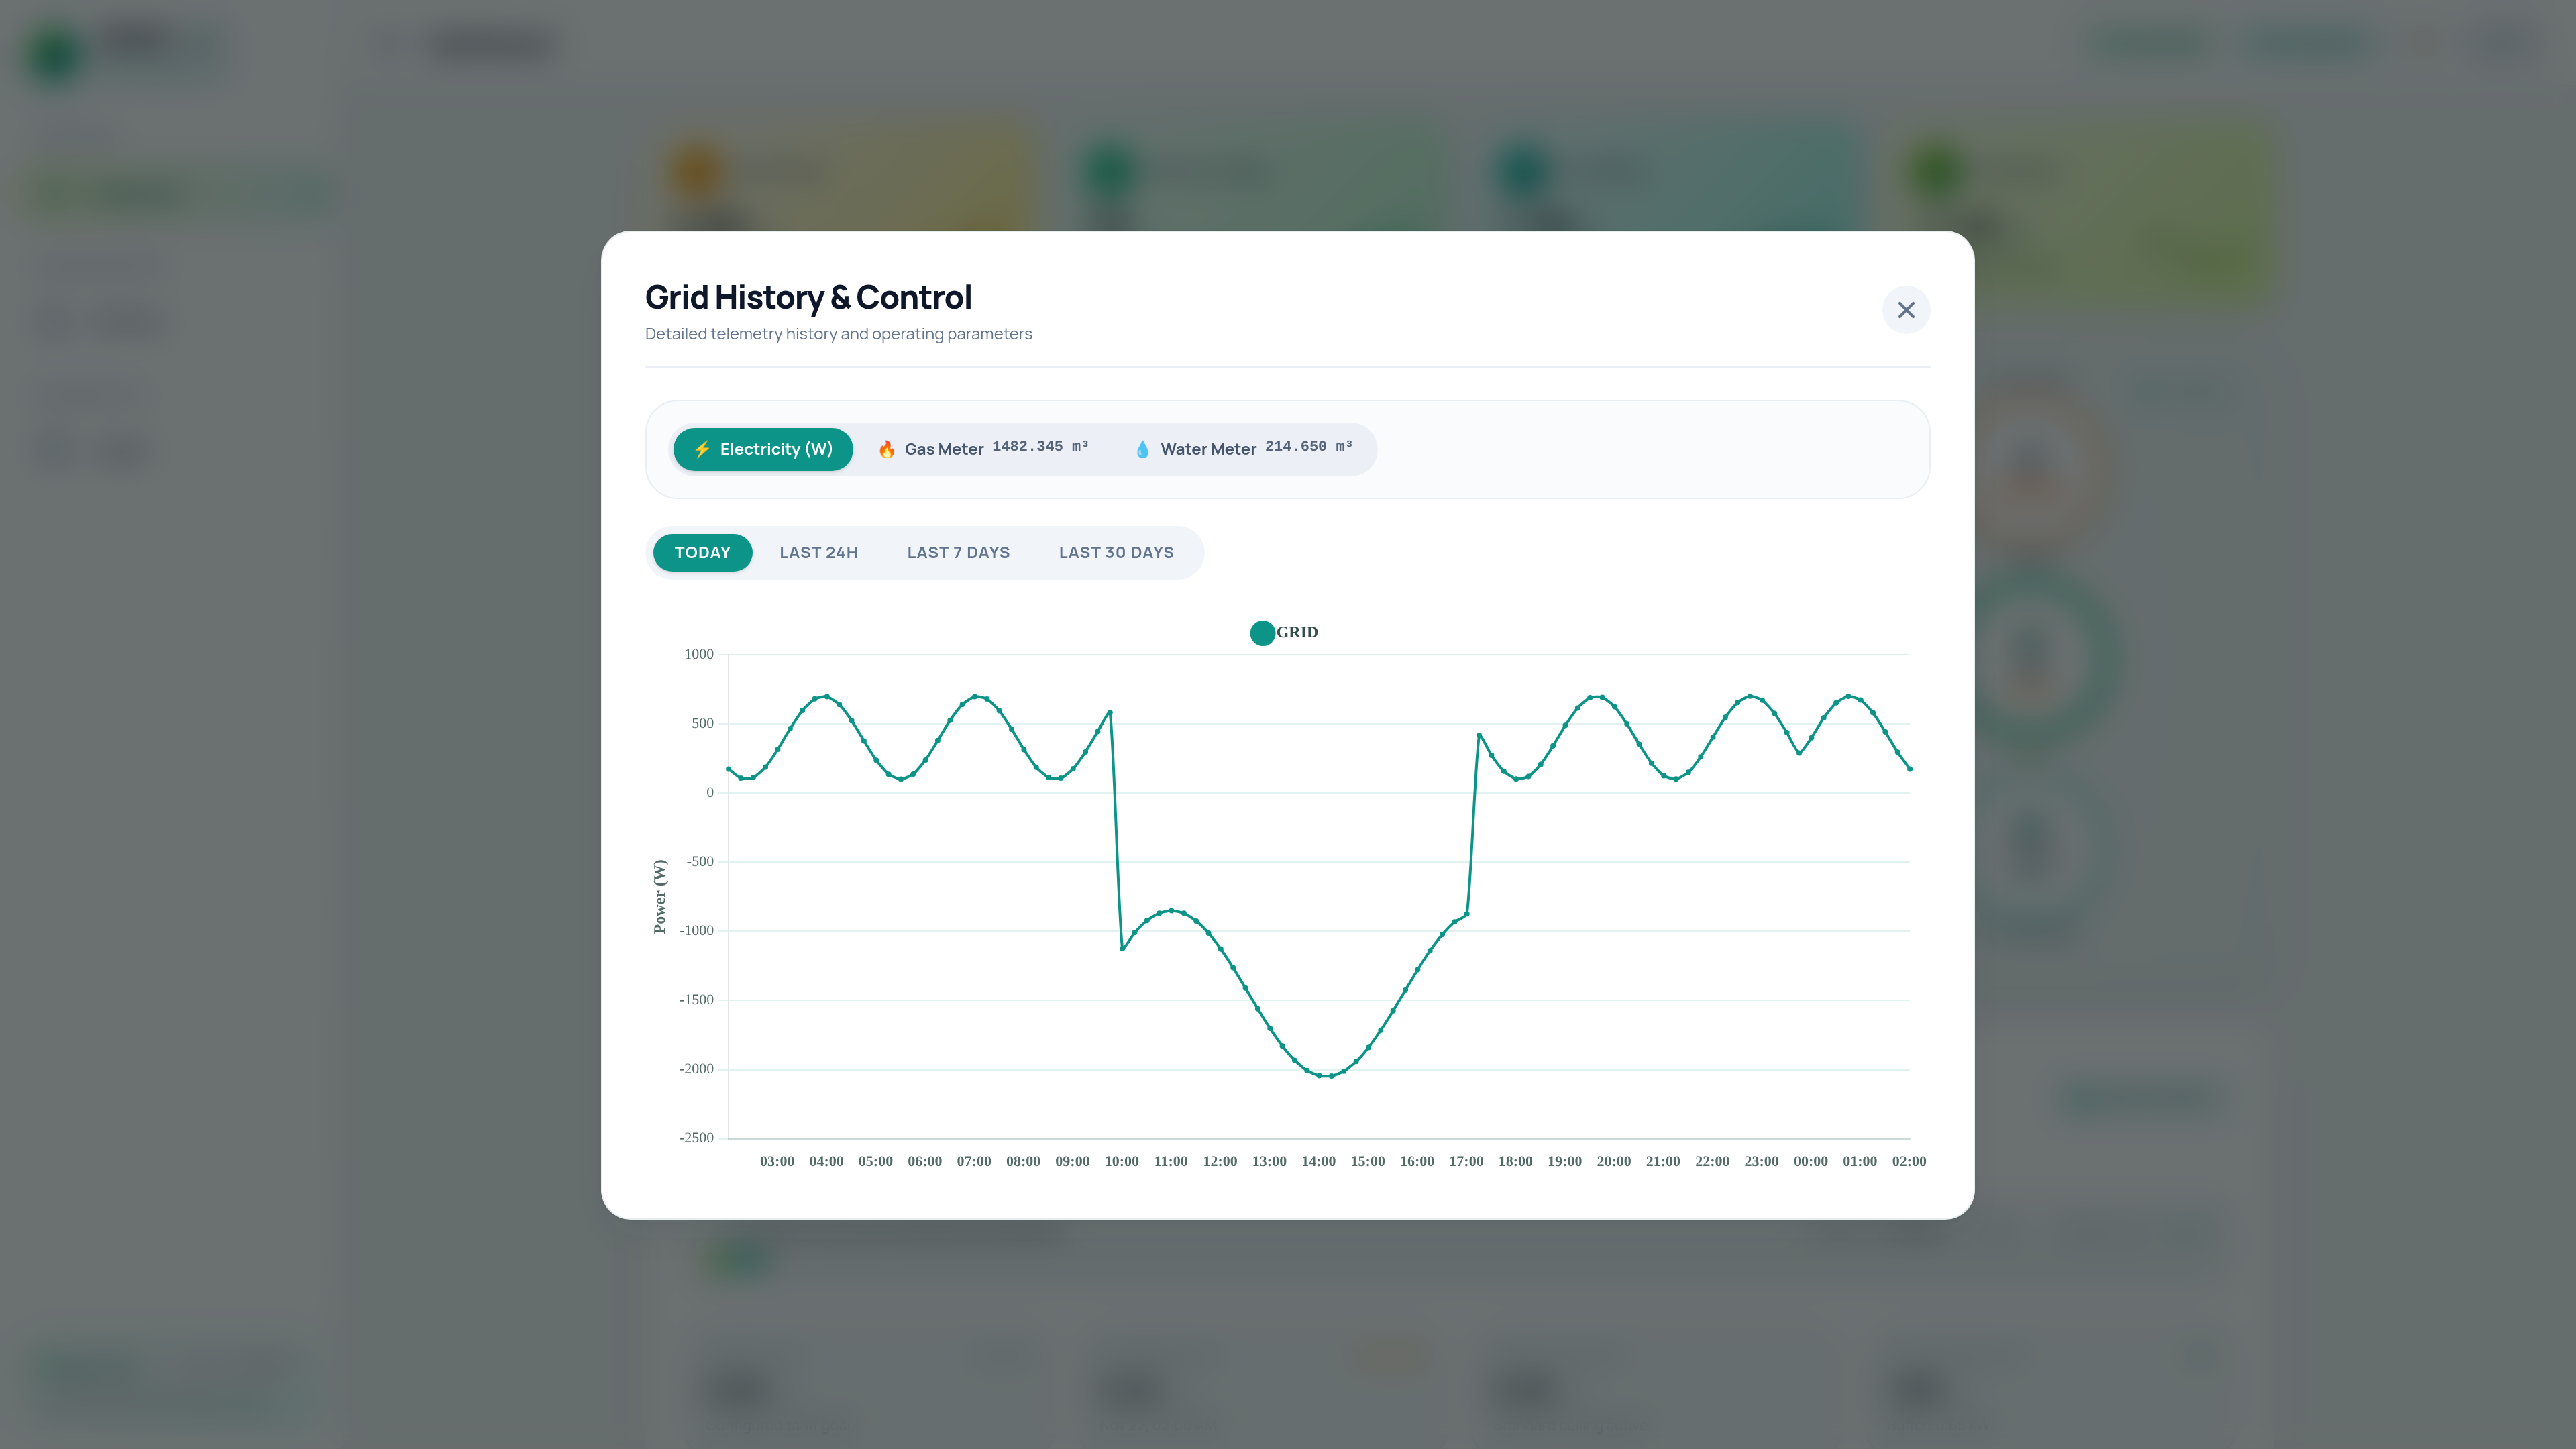 Grid History & Control
Detailed telemetry history and operating parameters
⚡ Electricity (W) 🔥 Gas Meter 1482.345 m³ 💧 Water Meter 214.650 m³
TODAY LAST 24H LAST 7 DAYS LAST 30 DAYS
GRID
1000
500
0
-500
-1000
-1500
-2000
-2500
Power (W)
03:00 04:00 05:00 06:00 07:00 08:00 09:00 10:00 11:00 12:00 13:00 14:00 15:00 16:00 17:00 18:00 19:00 20:00 21:00 22:00 23:00 00:00 01:00 02:00